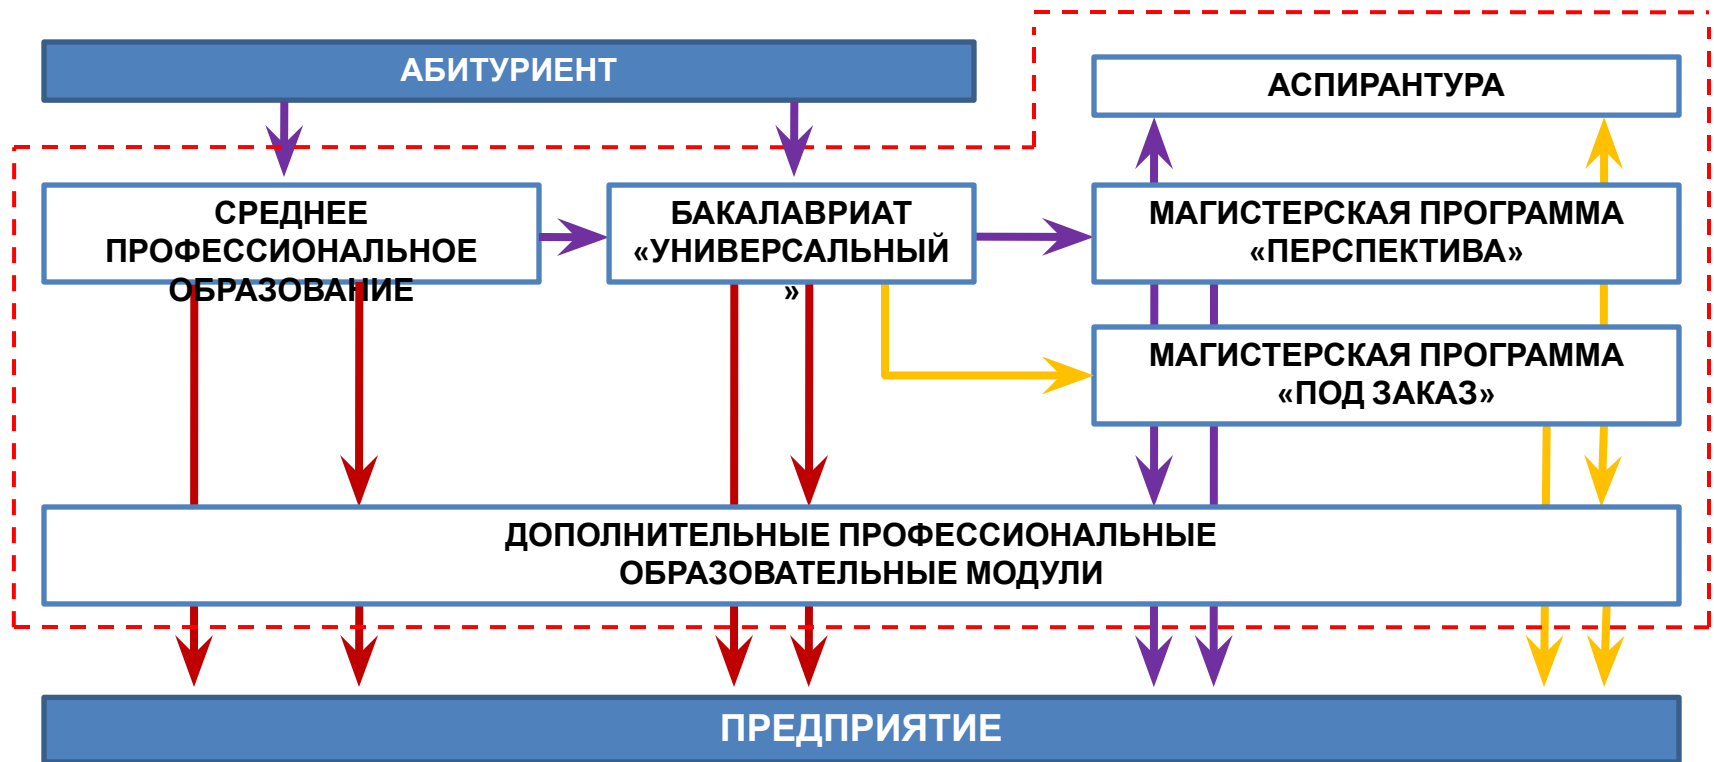 АБИТУРИЕНТ
АСПИРАНТУРА
СРЕДНЕЕ
ПРОФЕССИОНАЛЬНОЕ
ОБРАЗОВАНИЕ
БАКАЛАВРИАТ
«УНИВЕРСАЛЬНЫЙ
»
МАГИСТЕРСКАЯ ПРОГРАММА
«ПЕРСПЕКТИВА»
МАГИСТЕРСКАЯ ПРОГРАММА
«ПОД ЗАКАЗ»
ДОПОЛНИТЕЛЬНЫЕ ПРОФЕССИОНАЛЬНЫЕ
ОБРАЗОВАТЕЛЬНЫЕ МОДУЛИ
ПРЕДПРИЯТИЕ